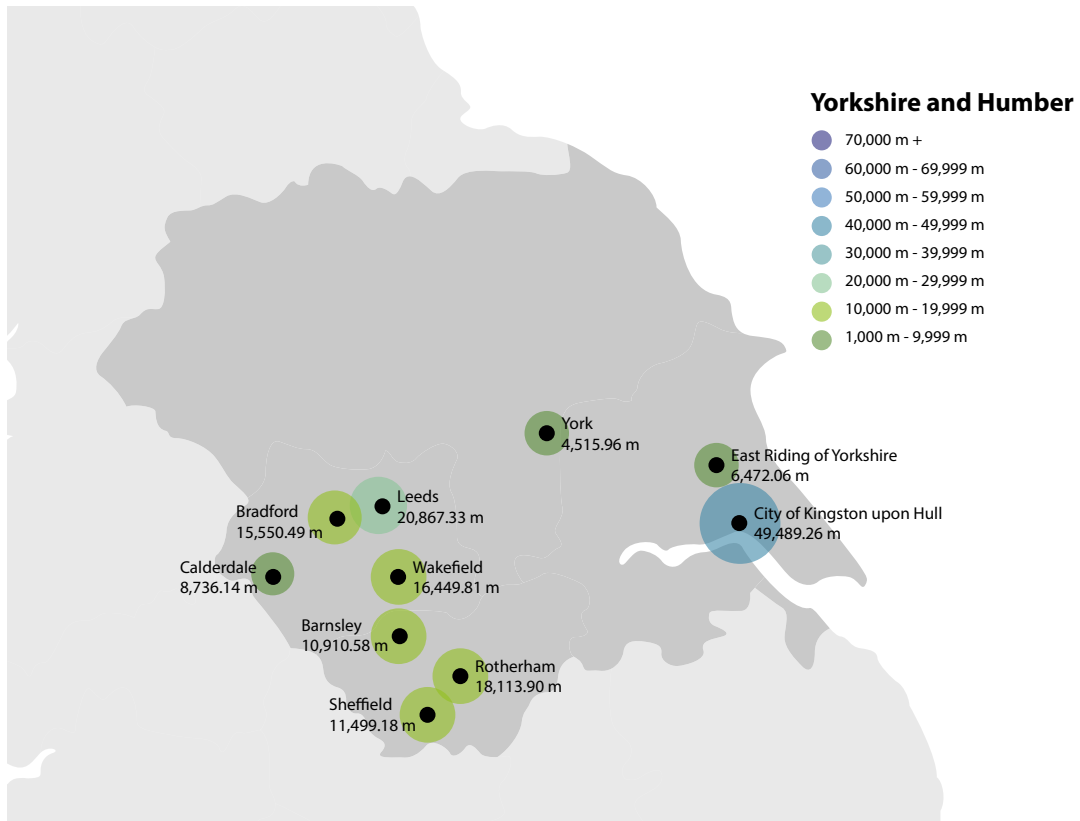 Yorkshire and Humber
70,000 m +
60,000 m - 69,999 m
50,000 m - 59,999 m
40,000 m - 49,999 m
30,000 m - 39,999 m
20,000 m - 29,999 m
10,000 m - 19,999 m
1,000 m - 9,999 m
York
4,515.96 m
East Riding of Yorkshire
6,472.06 m
Leeds
20,867.33 m
Bradford
15,550.49 m
City of Kingston upon Hull
49,489.26 m
Calderdale
8,736.14 m
Wakefield
16,449.81 m
Barnsley
10,910.58 m
Rotherham
18,113.90 m
Sheffield
11,499.18 m